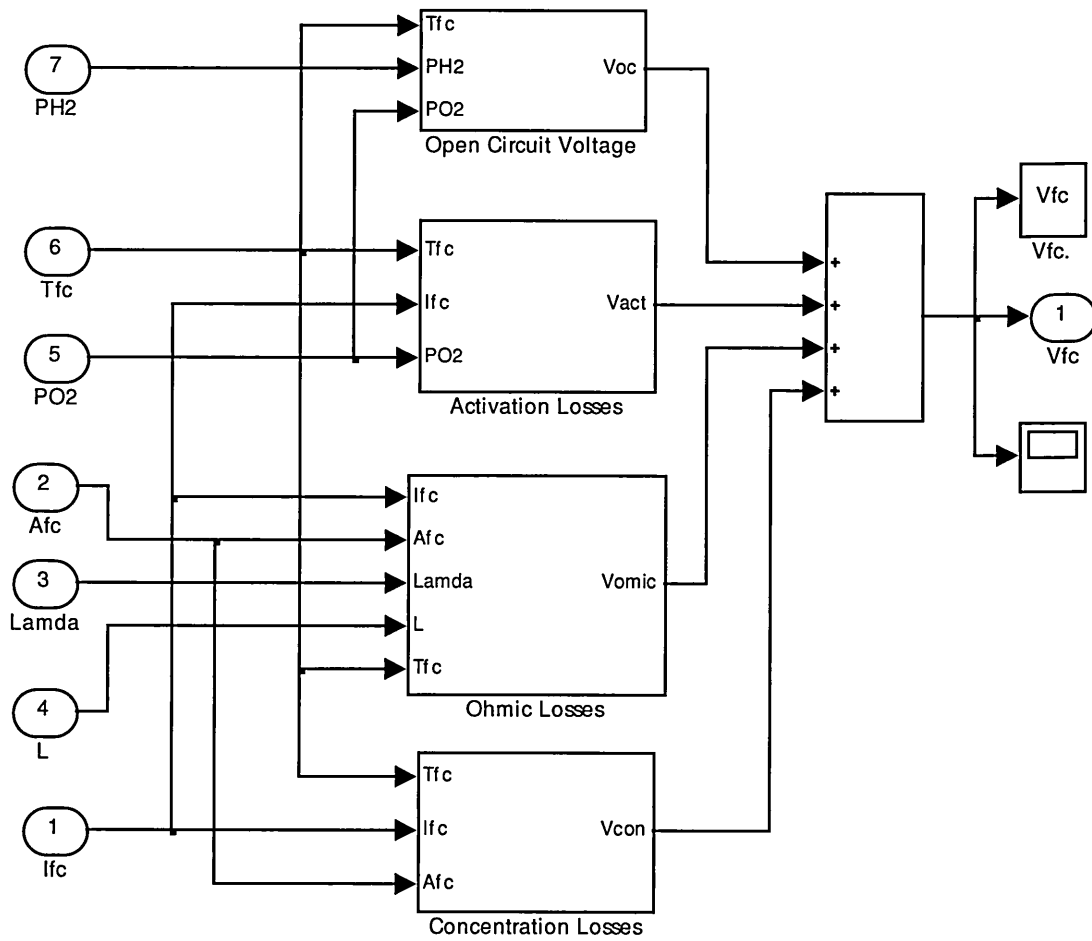 7
PH2
6
Tfc
5
PO2
2
Afc
3
Lamda
4
L
1
Ifc
Tfc
PH2
PO2
Voc
Open Circuit Voltage
Tfc
Ifc
PO2
Vact
Activation Losses
Ifc
Afc
Lamda
L
Tfc
Vomic
Ohmic Losses
Tfc
Ifc
Afc
Vcon
Concentration Losses
+
+
+
+
Vfc
Vfc.
1
Vfc